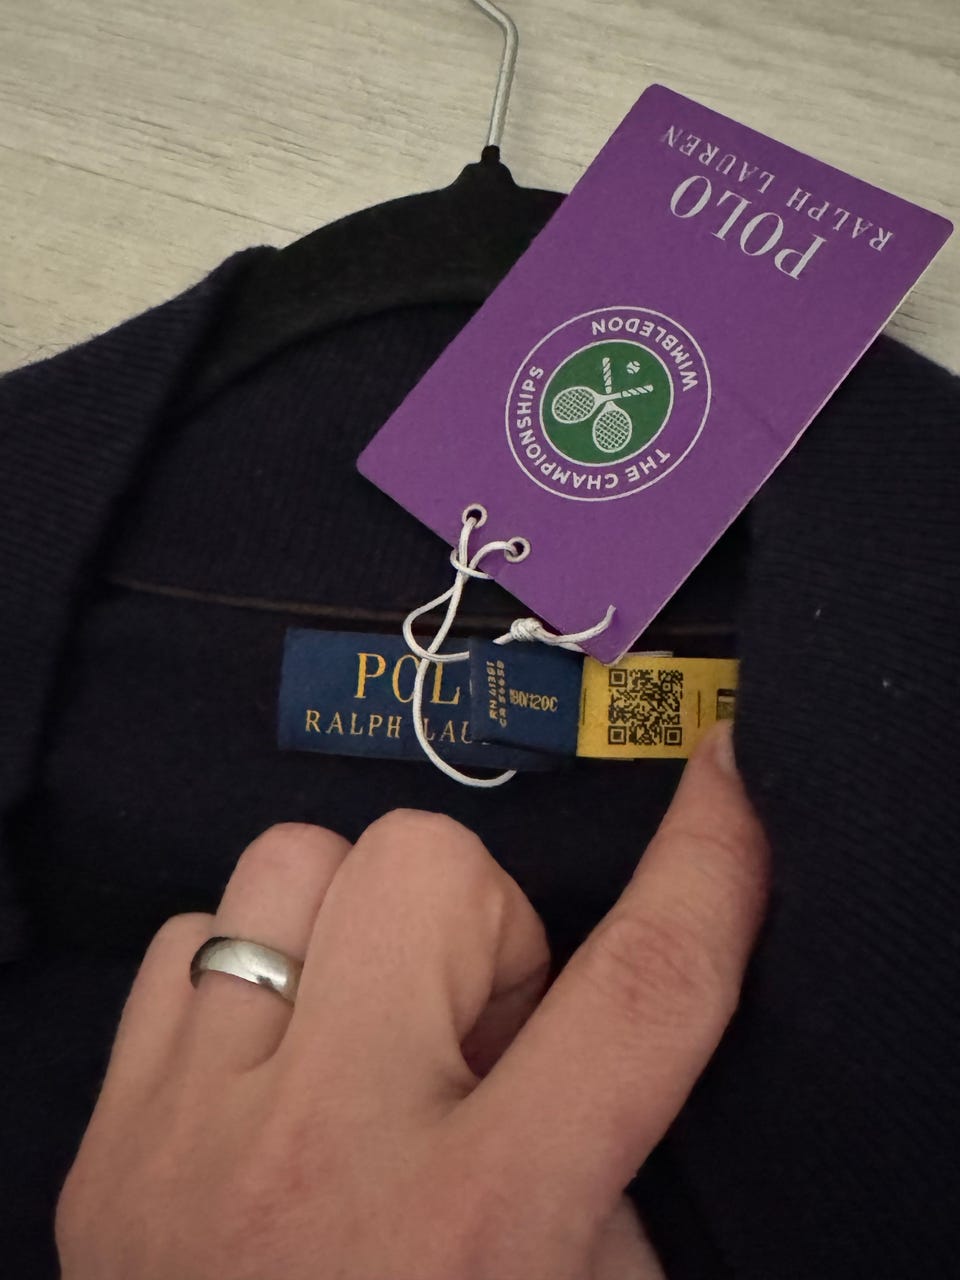 POLO
RALPH LAUREN
WIMBLEDON
THE CHAMPIONSHIPS
POL
RALPH LAU
180/120C